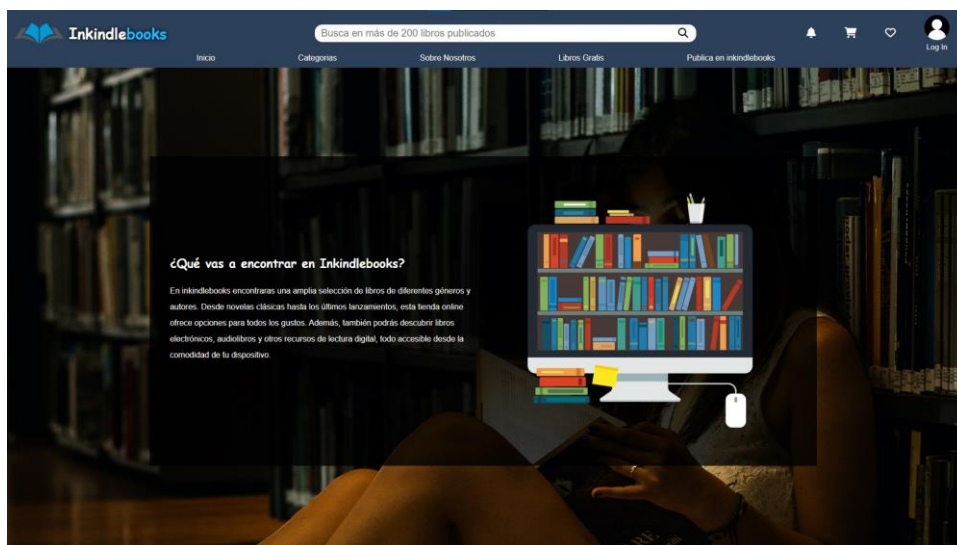 Inkindlebooks
Busca en más de 200 libros publicados
Log In
Inicio
Categorias
Sobre Nosotros
Libros Gratis
Publica en inkindlebooks
¿Qué vas a encontrar en Inkindlebooks?
En inkindlebooks encontraras una amplia selección de libros de diferentes géneros y
autores. Desde novelas clásicas hasta los últimos lanzamientos, esta tienda online
ofrece opciones para todos los gustos. Además, también podrás descubrir libros
electrónicos, audiolibros y otros recursos de lectura digital, todo accesible desde la
comodidad de tu dispositivo.